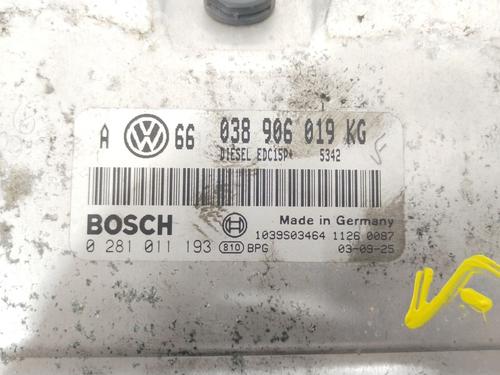 A VW 66 038 906 019 KG
DIESEL EDC15P+ 5342
BOSCH Made in Germany
1039S03464 1126 0087
0 281 011 193 810 BPG 03-09-25